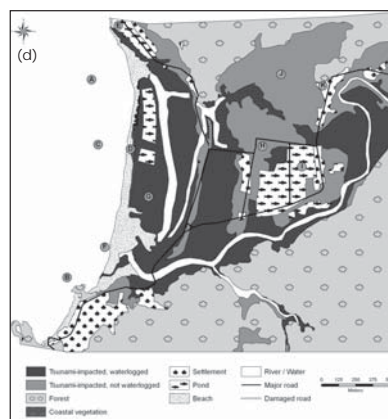 (d)
A
J
C
H
I
G
F
B
Tsunami-impacted, waterlogged
Tsunami-impacted, not waterlogged
Forest
Coastal vegetation
Settlement
Pond
Beach
River / Water
Major road
Damaged road
Meters